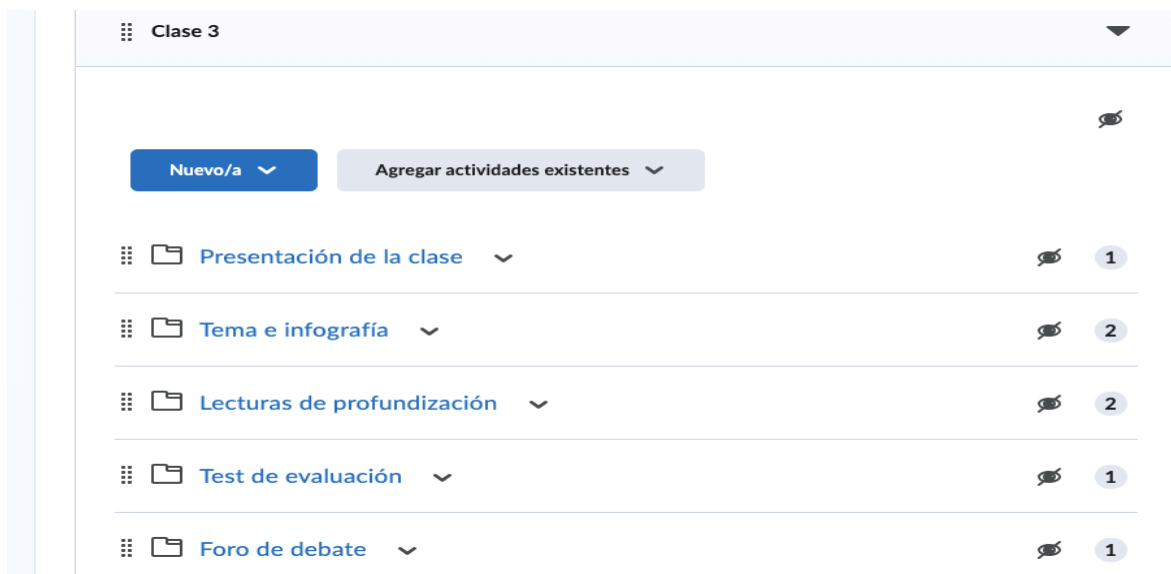 Clase 3
Nuevo/a Agregar actividades existentes
Presentación de la clase 1
Tema e infografía 2
Lecturas de profundización 2
Test de evaluación 1
Foro de debate 1